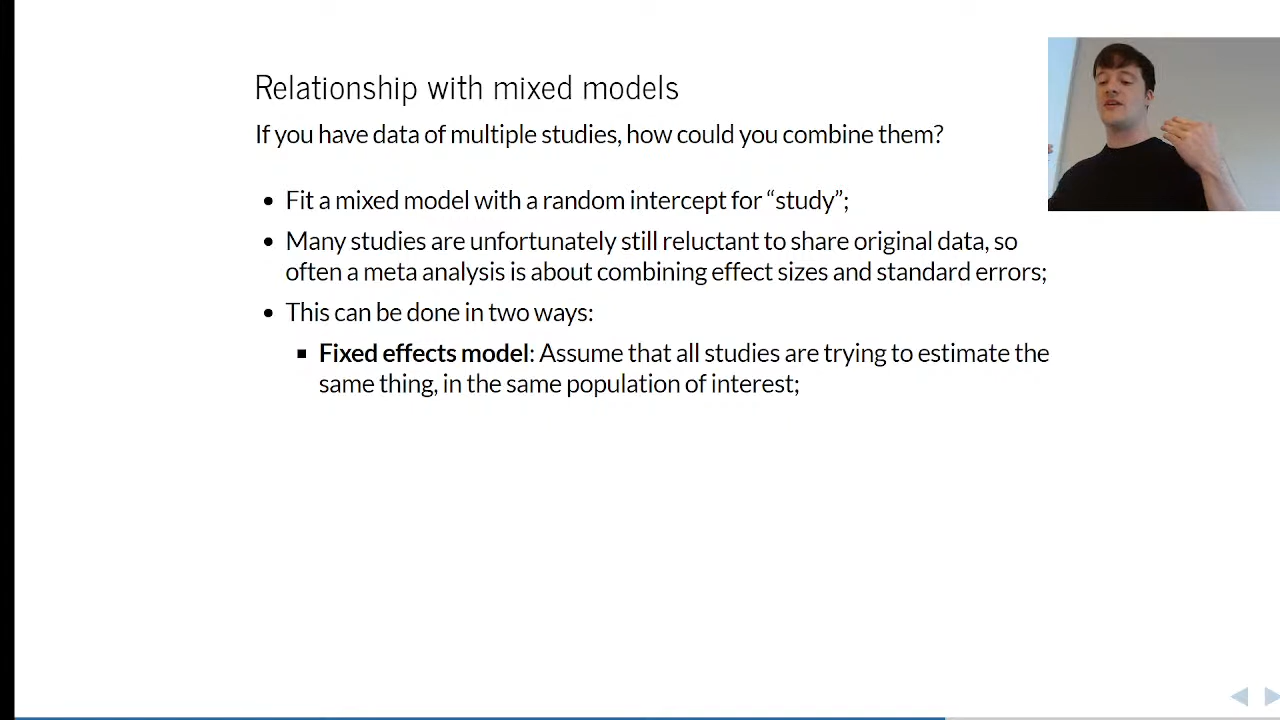 Relationship with mixed models
If you have data of multiple studies, how could you combine them?
• Fit a mixed model with a random intercept for “study”;
• Many studies are unfortunately still reluctant to share original data, so
often a meta analysis is about combining effect sizes and standard errors;
• This can be done in two ways:
▪ Fixed effects model: Assume that all studies are trying to estimate the
same thing, in the same population of interest;